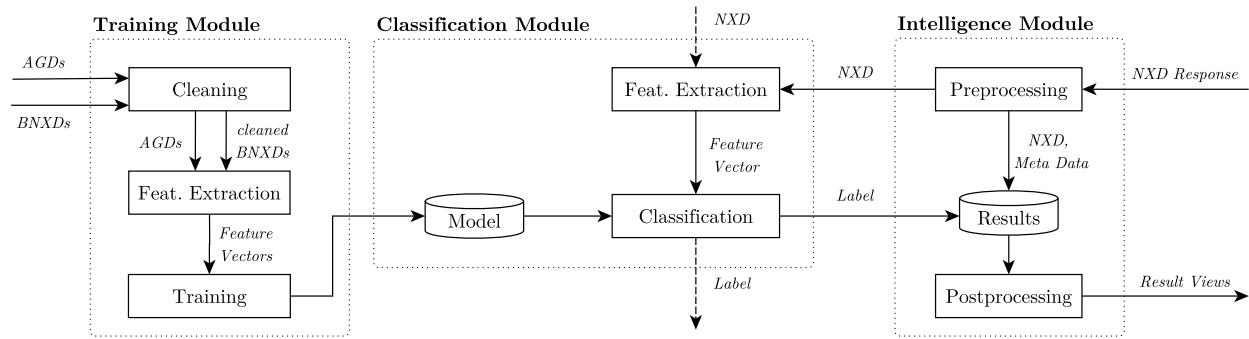 Training Module
AGDs
BNXDs
Cleaning
AGDs
cleaned
BNXDs
Feat. Extraction
Feature
Vectors
Training
Classification Module
NXD
Feat. Extraction
Feature
Vector
Model
Classification
Label
Label
Intelligence Module
NXD
Preprocessing
NXD Response
NXD,
Meta Data
Results
Postprocessing
Result Views